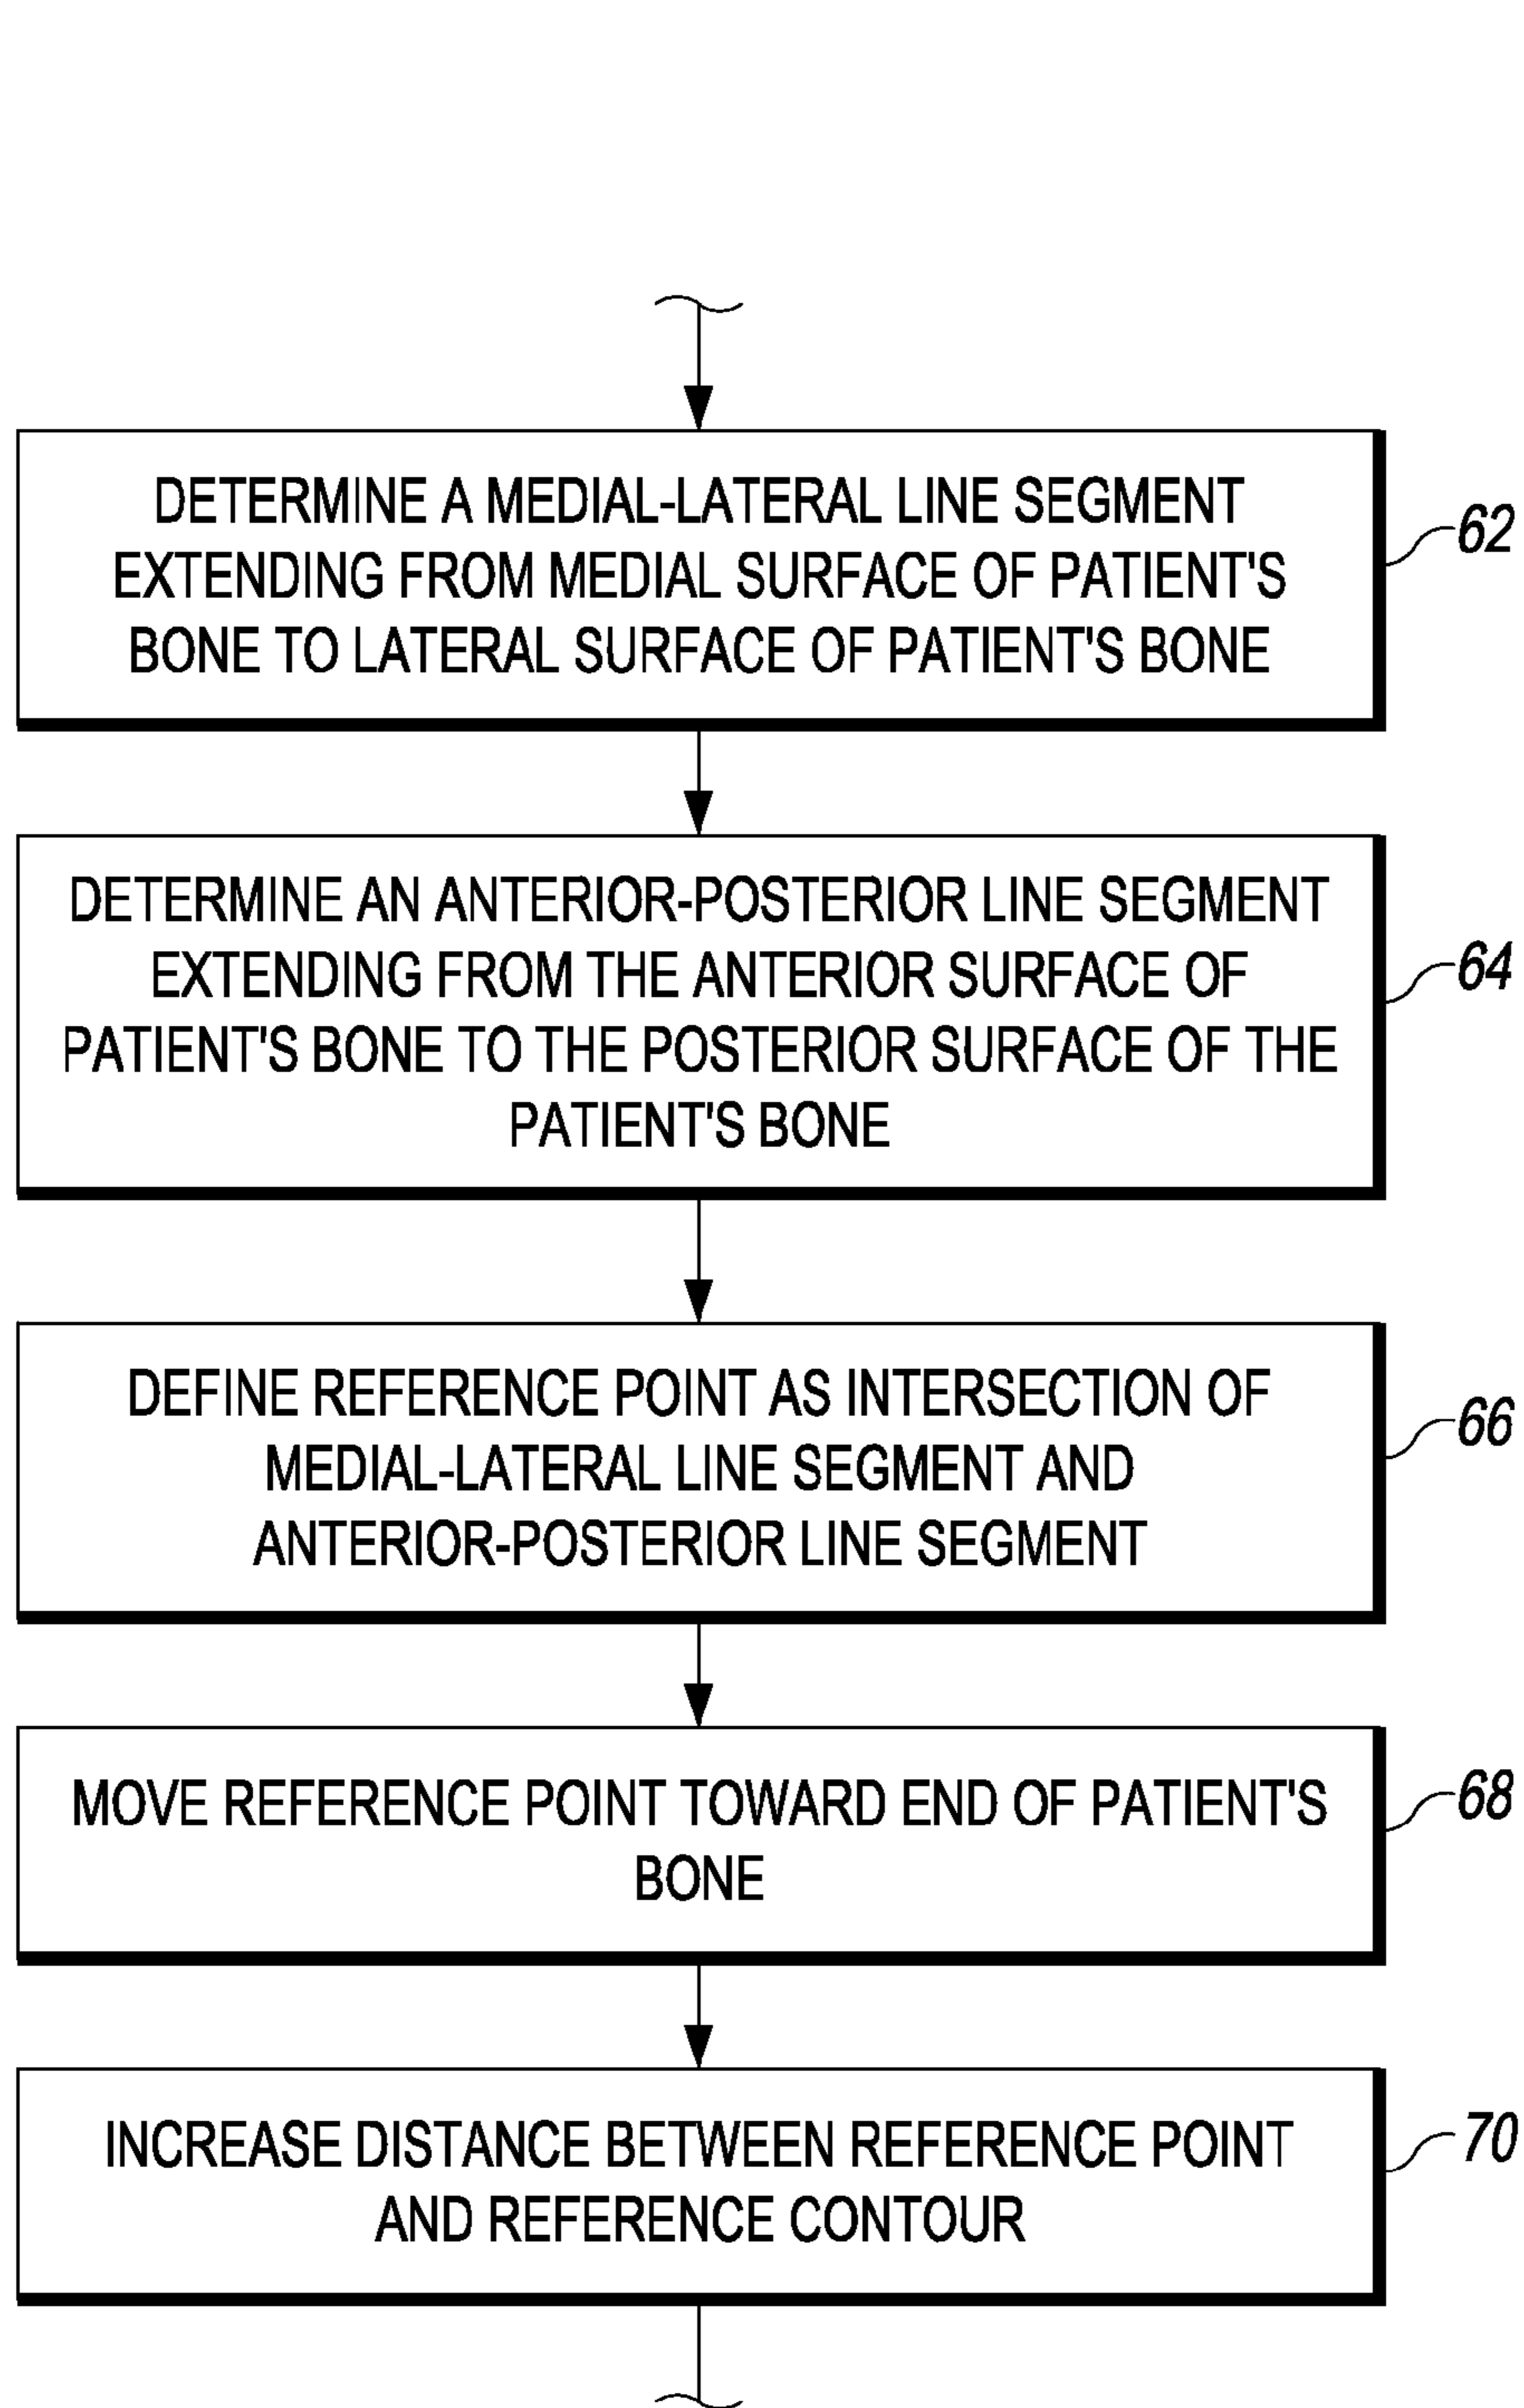 DETERMINE A MEDIAL-LATERAL LINE SEGMENT
EXTENDING FROM MEDIAL SURFACE OF PATIENT'S
BONE TO LATERAL SURFACE OF PATIENT'S BONE
62
DETERMINE AN ANTERIOR-POSTERIOR LINE SEGMENT
EXTENDING FROM THE ANTERIOR SURFACE OF
PATIENT'S BONE TO THE POSTERIOR SURFACE OF THE
PATIENT'S BONE
64
DEFINE REFERENCE POINT AS INTERSECTION OF
MEDIAL-LATERAL LINE SEGMENT AND
ANTERIOR-POSTERIOR LINE SEGMENT
66
MOVE REFERENCE POINT TOWARD END OF PATIENT'S
BONE
68
INCREASE DISTANCE BETWEEN REFERENCE POINT
AND REFERENCE CONTOUR
70